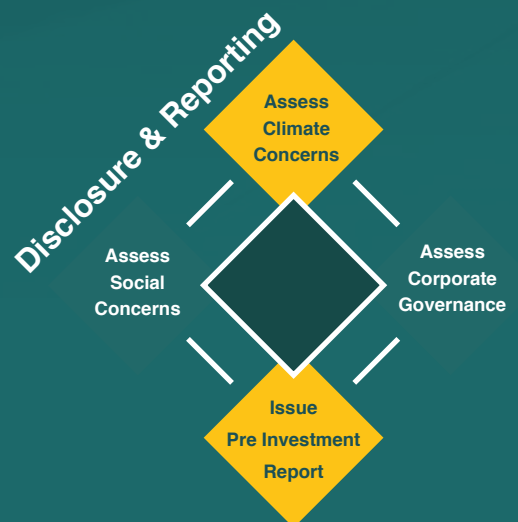 Disclosure & Reporting
Assess
Climate
Concerns
Assess
Social
Concerns
Assess
Corporate
Governance
Issue
Pre Investment
Report